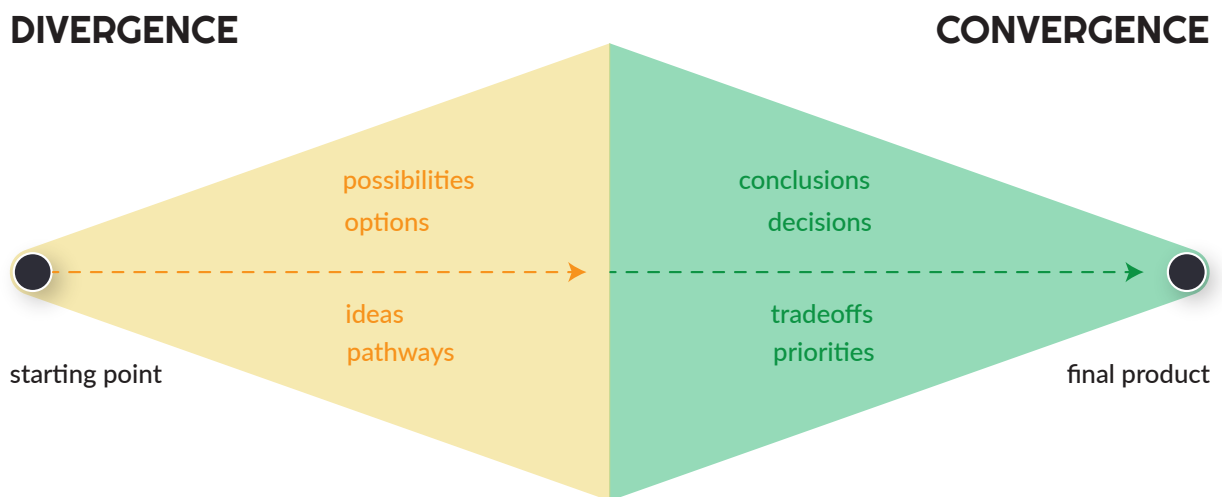 DIVERGENCE
CONVERGENCE
possibilities
options
ideas
pathways
conclusions
decisions
tradeoffs
priorities
starting point
final product